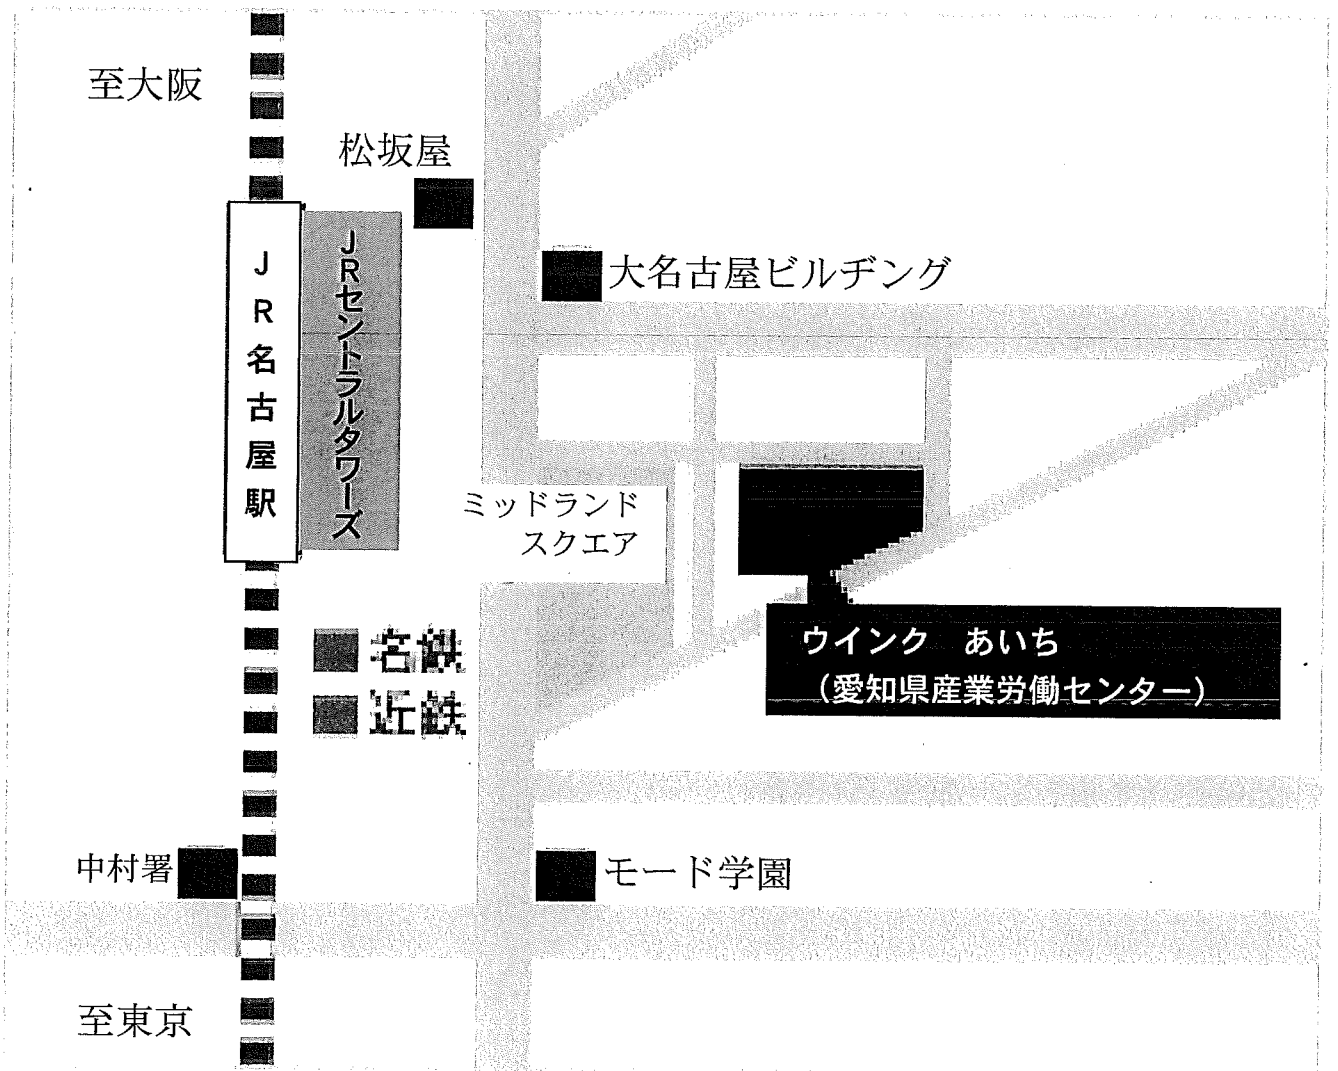 至大阪
松坂屋
大名古屋ビルヂング
JR名古屋駅
JRセントラルタワーズ
ミッドランド
スクエア
名鉄
近鉄
ウインク あいち
(愛知県産業労働センター)
中村署
モード学園
至東京